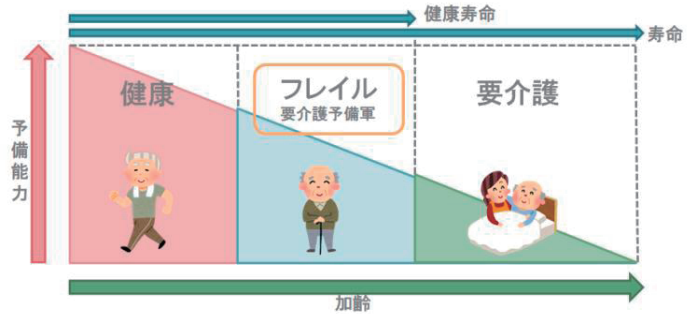 健康寿命
寿命
健康
フレイル
要介護予備軍
要介護
予備能力
加齢